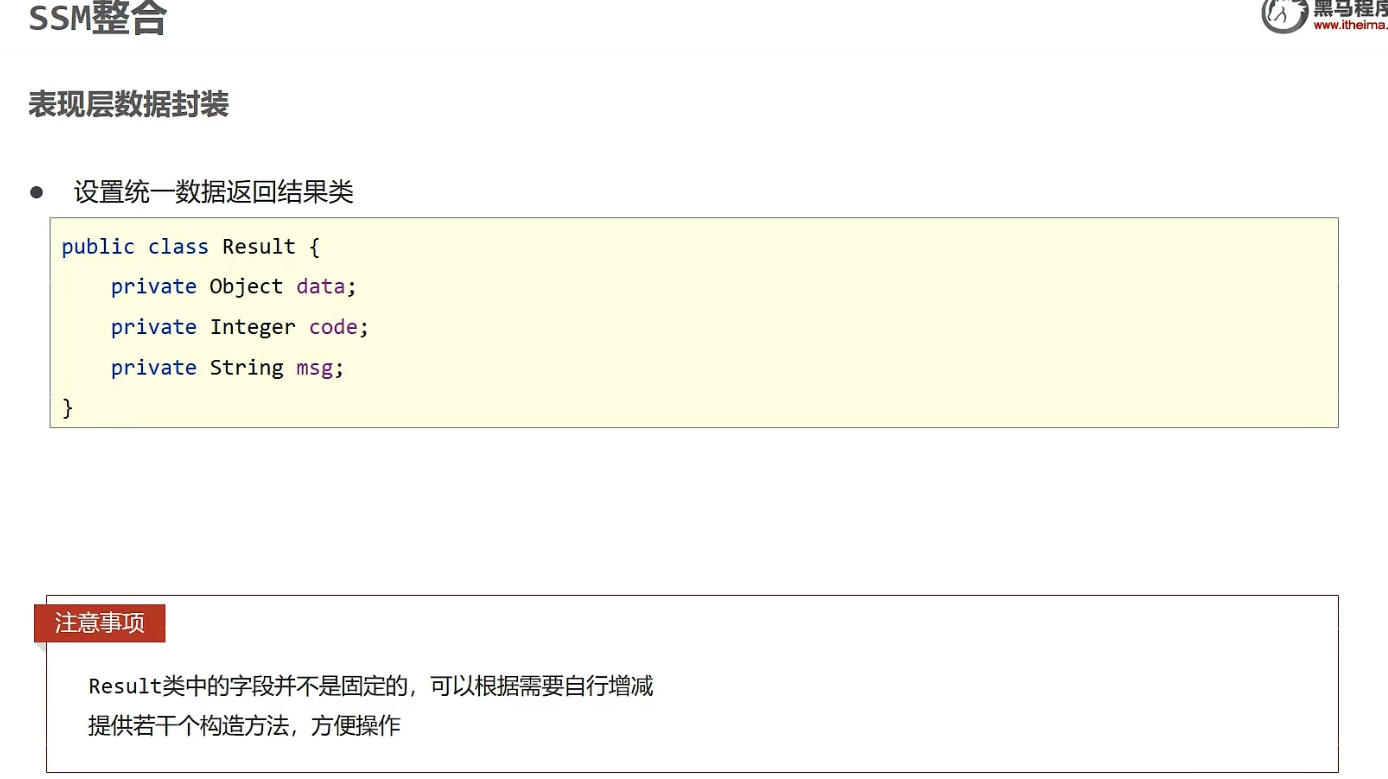 SSM整合
黑马程序
www.itheima.
表现层数据封装
● 设置统一数据返回结果类
public class Result {
    private Object data;
    private Integer code;
    private String msg;
}
注意事项
Result类中的字段并不是固定的，可以根据需要自行增减
提供若干个构造方法，方便操作